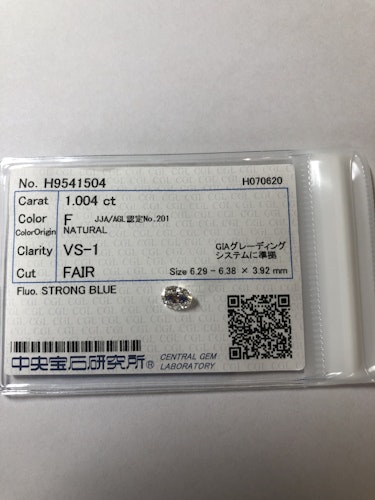 No. H9541504 H070620
Carat 1.004 ct
Color F JJA/AGL認定No.201
ColorOrigin NATURAL
Clarity VS-1 GIAグレーディング
システムに準拠
Cut FAIR Size 6.29 - 6.38 × 3.92 mm
Fluo. STRONG BLUE
中央宝石研究所® CENTRAL GEM
LABORATORY